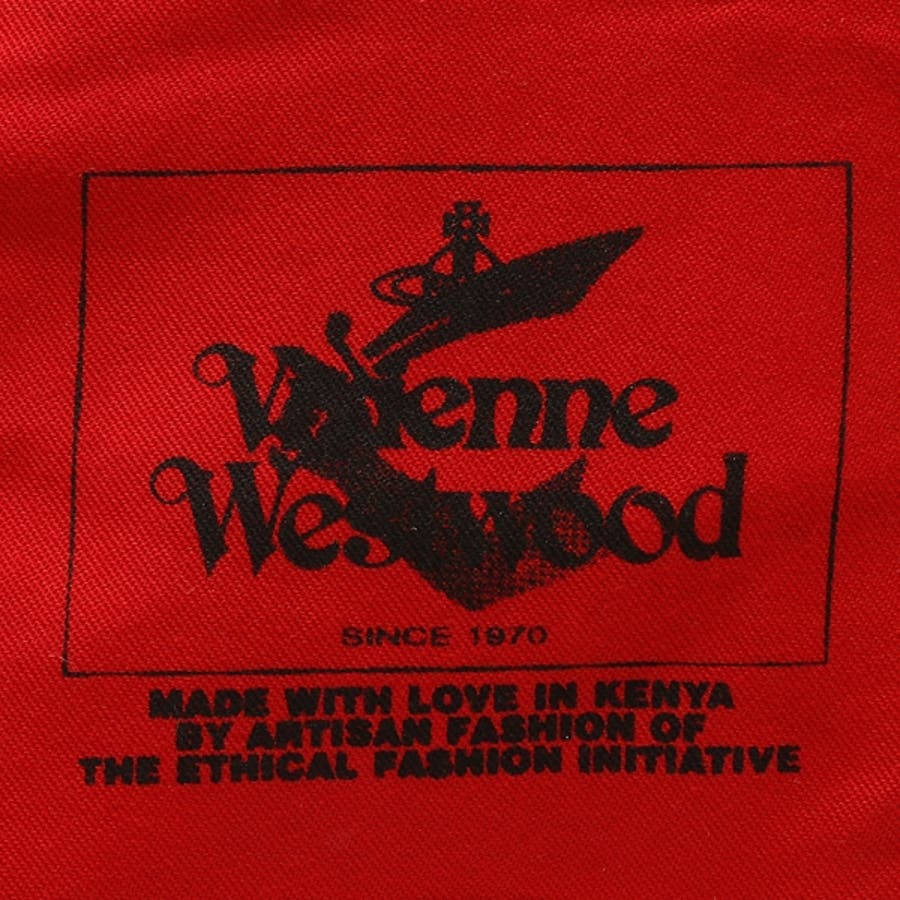 Vivienne
Westwood
SINCE 1970
MADE WITH LOVE IN KENYA
BY ARTISAN FASHION OF
THE ETHICAL FASHION INITIATIVE